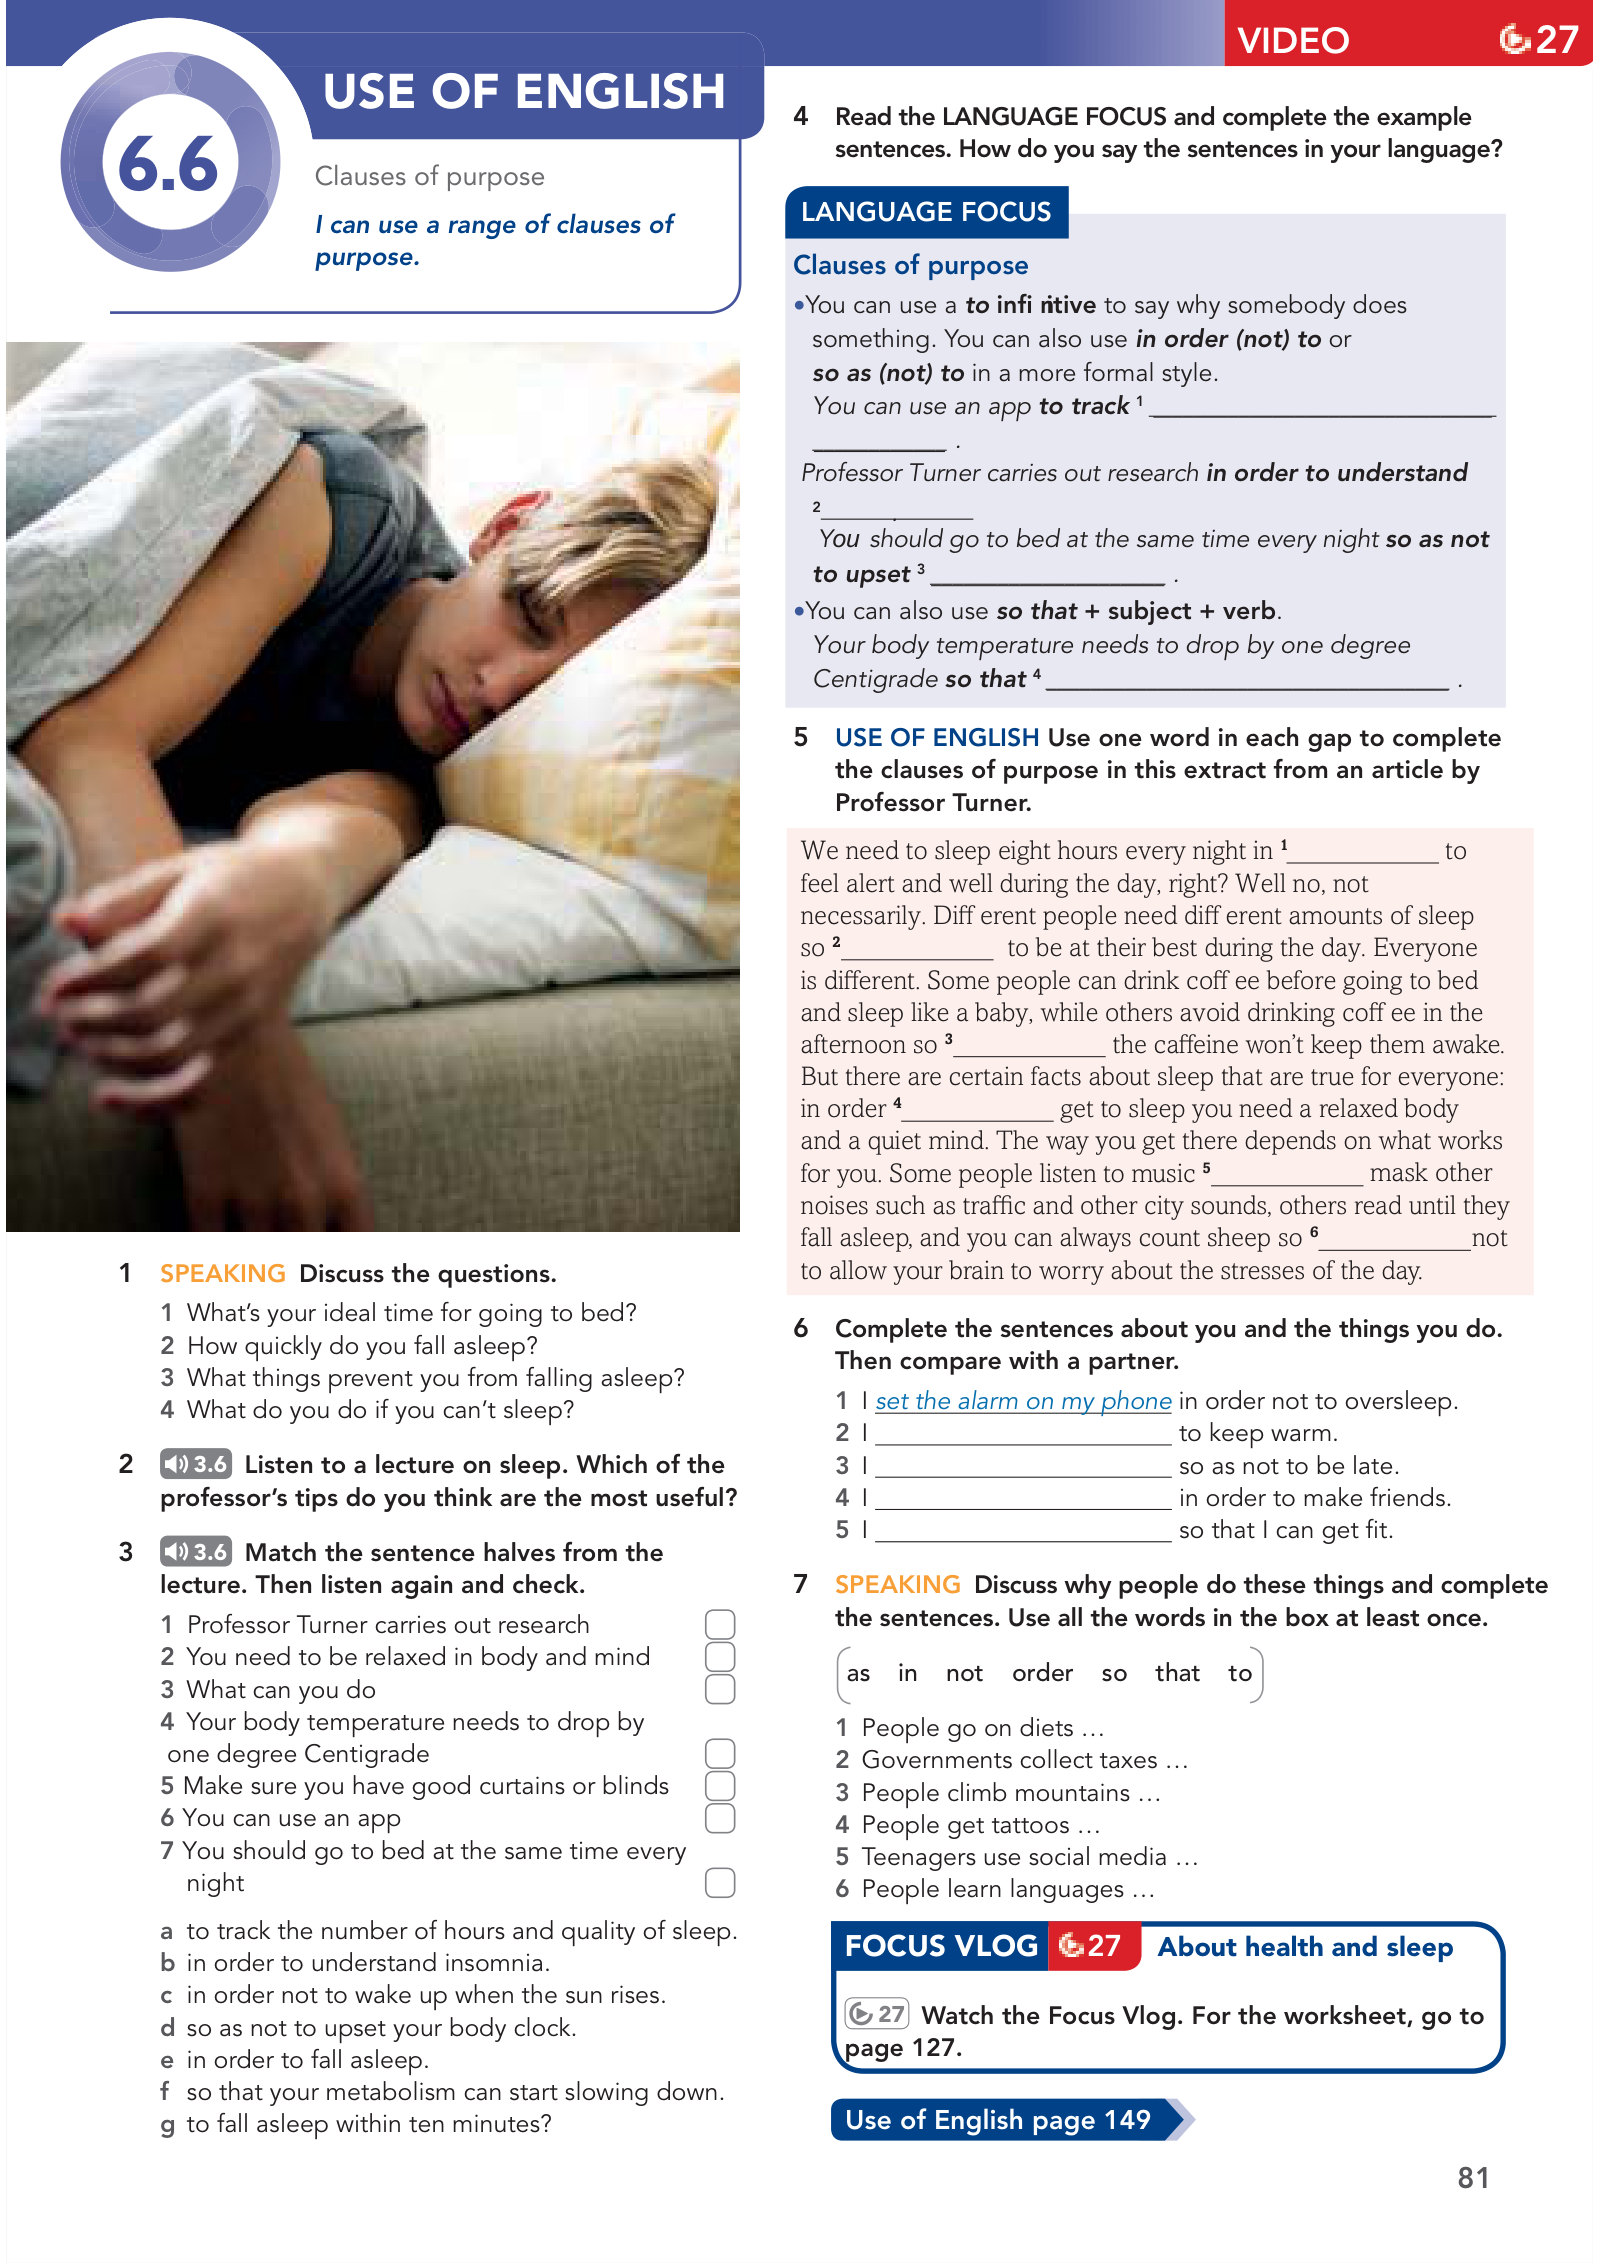 VIDEO 27
USE OF ENGLISH
6.6
Clauses of purpose
I can use a range of clauses of
purpose.
1 SPEAKING Discuss the questions.
1 What's your ideal time for going to bed?
2 How quickly do you fall asleep?
3 What things prevent you from falling asleep?
4 What do you do if you can't sleep?
2 3.6 Listen to a lecture on sleep. Which of the
professor's tips do you think are the most useful?
3 3.6 Match the sentence halves from the
lecture. Then listen again and check.
1 Professor Turner carries out research
2 You need to be relaxed in body and mind
3 What can you do
4 Your body temperature needs to drop by
one degree Centigrade
5 Make sure you have good curtains or blinds
6 You can use an app
7 You should go to bed at the same time every
night
a to track the number of hours and quality of sleep.
b in order to understand insomnia.
c in order not to wake up when the sun rises.
d so as not to upset your body clock.
e in order to fall asleep.
f so that your metabolism can start slowing down.
g to fall asleep within ten minutes?
4 Read the LANGUAGE FOCUS and complete the example
sentences. How do you say the sentences in your language?
LANGUAGE FOCUS
Clauses of purpose
•You can use a to infi nitive to say why somebody does
something. You can also use in order (not) to or
so as (not) to in a more formal style.
You can use an app to track 1 ______
______ .
Professor Turner carries out research in order to understand
2 ______.
You should go to bed at the same time every night so as not
to upset 3 ______ .
•You can also use so that + subject + verb.
Your body temperature needs to drop by one degree
Centigrade so that 4 ______ .
5 USE OF ENGLISH Use one word in each gap to complete
the clauses of purpose in this extract from an article by
Professor Turner.
We need to sleep eight hours every night in 1______ to
feel alert and well during the day, right? Well no, not
necessarily. Diff erent people need diff erent amounts of sleep
so 2______ to be at their best during the day. Everyone
is different. Some people can drink coff ee before going to bed
and sleep like a baby, while others avoid drinking coff ee in the
afternoon so 3______ the caffeine won't keep them awake.
But there are certain facts about sleep that are true for everyone:
in order 4______ get to sleep you need a relaxed body
and a quiet mind. The way you get there depends on what works
for you. Some people listen to music 5______ mask other
noises such as traffic and other city sounds, others read until they
fall asleep, and you can always count sheep so 6______not
to allow your brain to worry about the stresses of the day.
6 Complete the sentences about you and the things you do.
Then compare with a partner.
1 I set the alarm on my phone in order not to oversleep.
2 I ______ to keep warm.
3 I ______ so as not to be late.
4 I ______ in order to make friends.
5 I ______ so that I can get fit.
7 SPEAKING Discuss why people do these things and complete
the sentences. Use all the words in the box at least once.
as in not order so that to
1 People go on diets …
2 Governments collect taxes …
3 People climb mountains …
4 People get tattoos …
5 Teenagers use social media …
6 People learn languages …
FOCUS VLOG 27 About health and sleep
27 Watch the Focus Vlog. For the worksheet, go to
page 127.
Use of English page 149
81